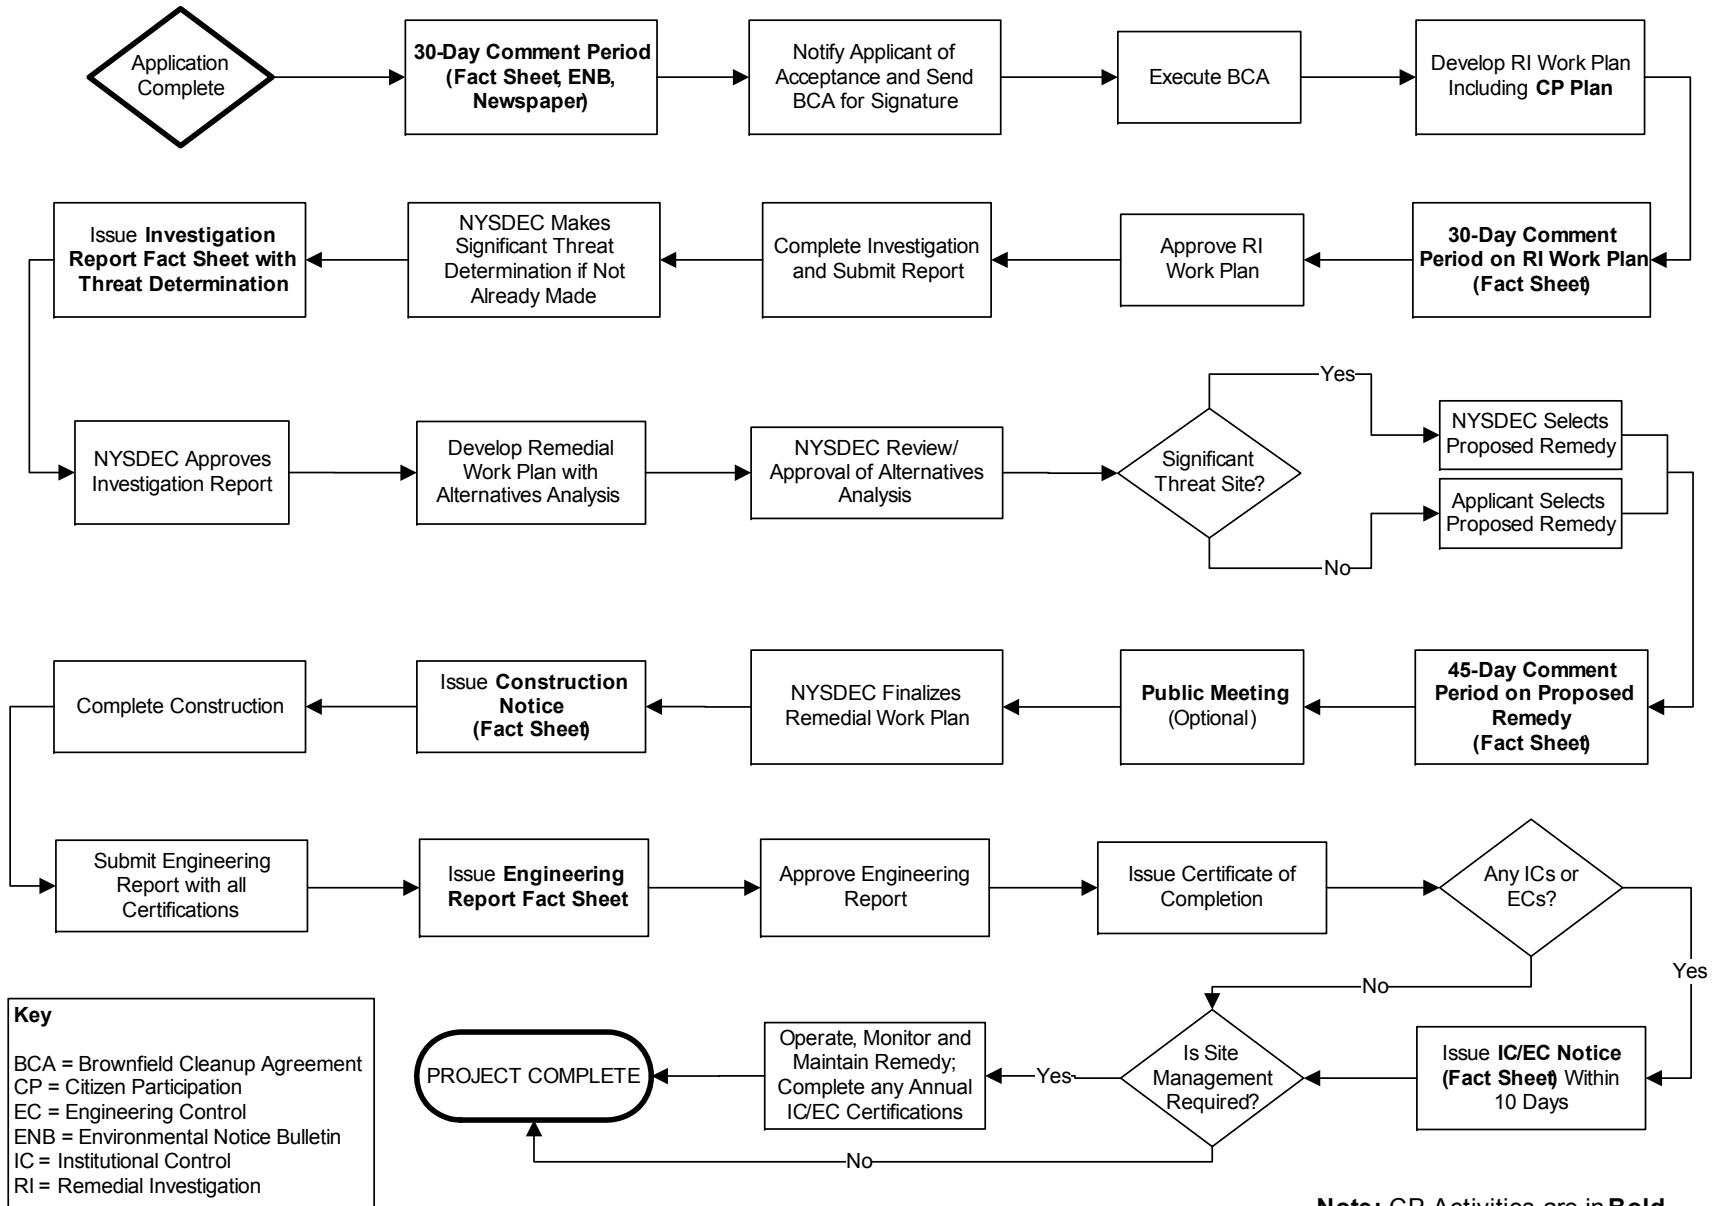 Application
Complete
30-Day Comment Period
(Fact Sheet, ENB,
Newspaper)
Notify Applicant of
Acceptance and Send
BCA for Signature
Execute BCA
Develop RI Work Plan
Including CP Plan
30-Day Comment
Period on RI Work Plan
(Fact Sheet)
Approve RI
Work Plan
Complete Investigation
and Submit Report
NYSDEC Makes
Significant Threat
Determination if Not
Already Made
Issue Investigation
Report Fact Sheet with
Threat Determination
NYSDEC Approves
Investigation Report
Develop Remedial
Work Plan with
Alternatives Analysis
NYSDEC Review/
Approval of Alternatives
Analysis
Significant
Threat Site?
Yes
NYSDEC Selects
Proposed Remedy
No
Applicant Selects
Proposed Remedy
45-Day Comment
Period on Proposed
Remedy
(Fact Sheet)
Public Meeting
(Optional)
NYSDEC Finalizes
Remedial Work Plan
Issue Construction
Notice
(Fact Sheet)
Complete Construction
Submit Engineering
Report with all
Certifications
Issue Engineering
Report Fact Sheet
Approve Engineering
Report
Issue Certificate of
Completion
Any ICs or
ECs?
Yes
No
Issue IC/EC Notice
(Fact Sheet) Within
10 Days
Is Site
Management
Required?
Yes
Operate, Monitor and
Maintain Remedy;
Complete any Annual
IC/EC Certifications
No
PROJECT COMPLETE
Key
BCA = Brownfield Cleanup Agreement
CP = Citizen Participation
EC = Engineering Control
ENB = Environmental Notice Bulletin
IC = Institutional Control
RI = Remedial Investigation
Note: CP Activities are in Bold